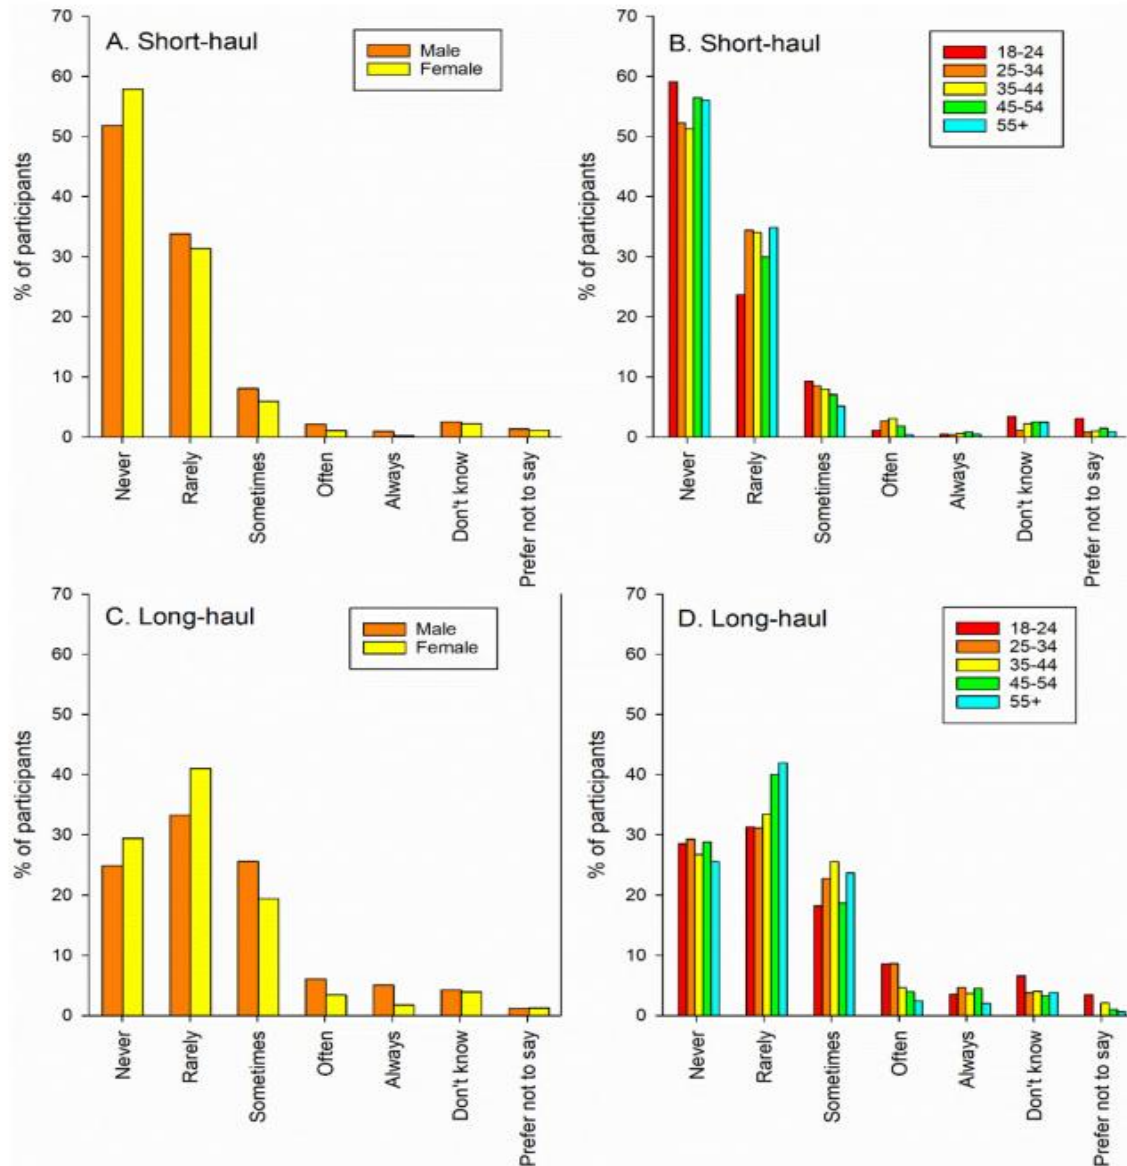 A. Short-haul
Male
Female
% of participants
70
60
50
40
30
20
10
0
Never
Rarely
Sometimes
Often
Always
Don't know
Prefer not to say
B. Short-haul
18-24
25-34
35-44
45-54
55+
% of participants
70
60
50
40
30
20
10
0
Never
Rarely
Sometimes
Often
Always
Don't know
Prefer not to say
C. Long-haul
Male
Female
% of participants
70
60
50
40
30
20
10
0
Never
Rarely
Sometimes
Often
Always
Don't know
Prefer not to say
D. Long-haul
18-24
25-34
35-44
45-54
55+
% of participants
70
60
50
40
30
20
10
0
Never
Rarely
Sometimes
Often
Always
Don't know
Prefer not to say